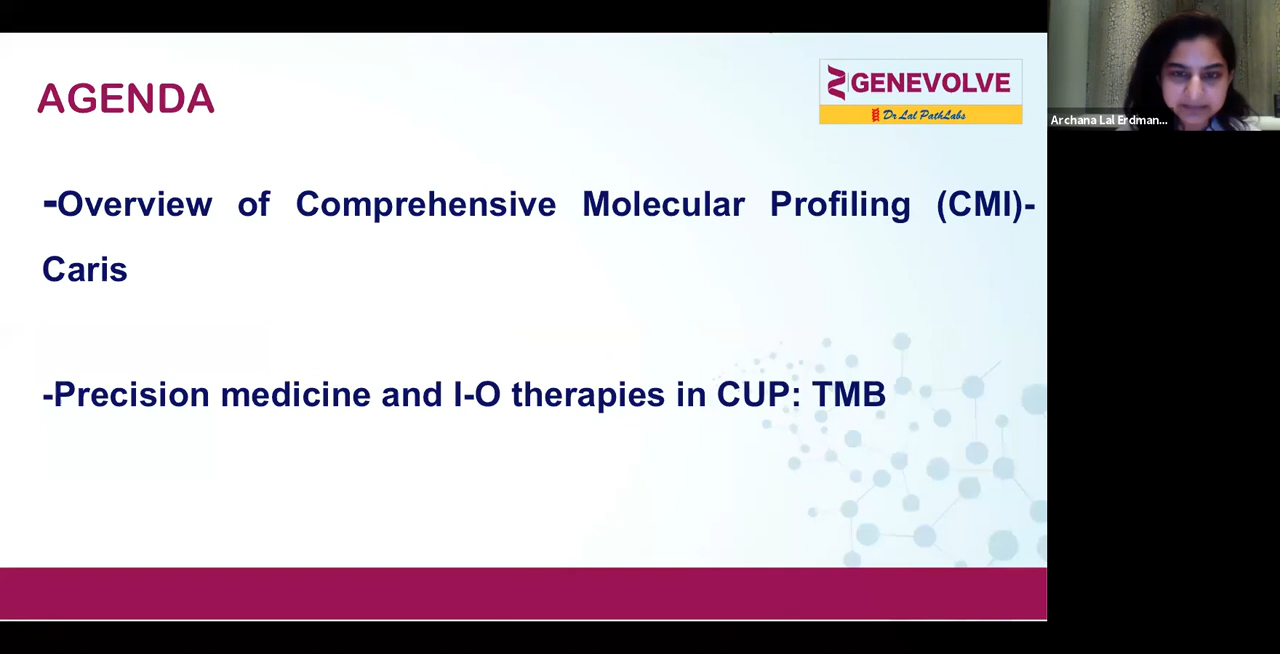 AGENDA
GENEVOLVE
Dr Lal PathLabs
-Overview of Comprehensive Molecular Profiling (CMI)-
Caris
-Precision medicine and I-O therapies in CUP: TMB
Archana Lal Erdman...